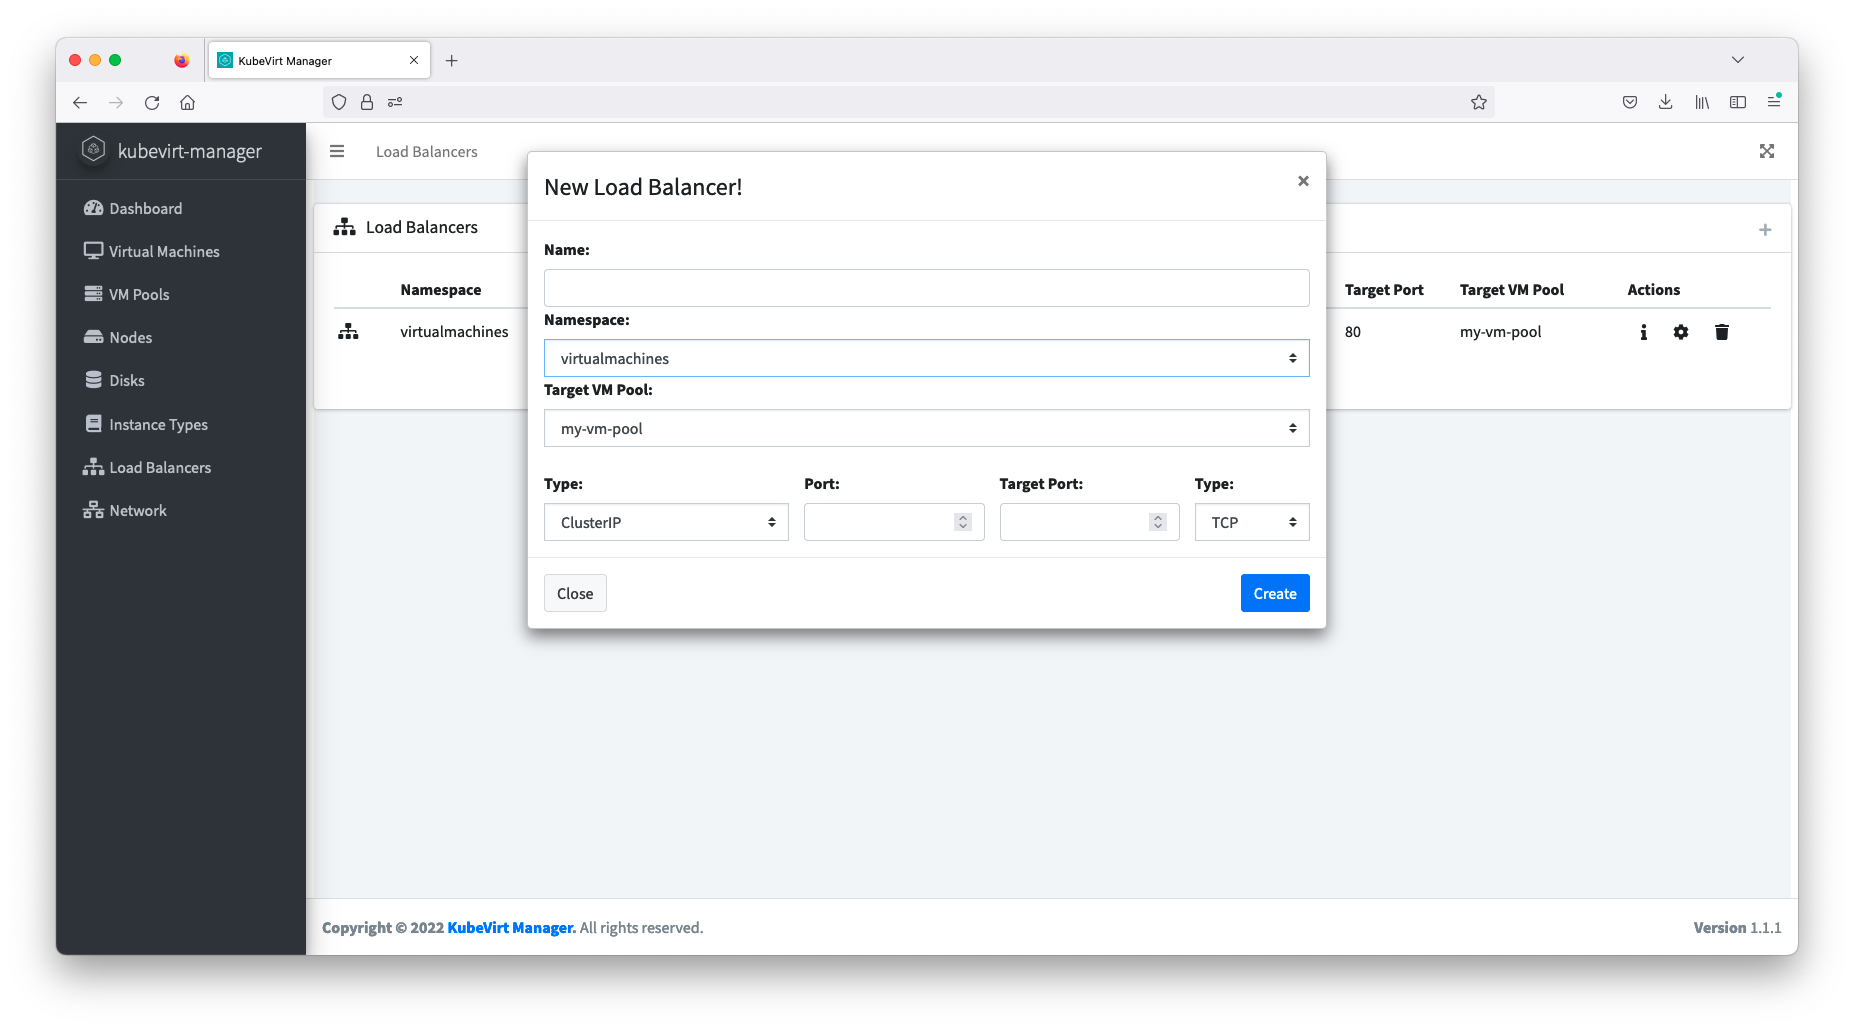 KubeVirt Manager
kubevirt-manager
Load Balancers
Dashboard
Virtual Machines
VM Pools
Nodes
Disks
Instance Types
Load Balancers
Network
Load Balancers
Namespace
Target Port
Target VM Pool
Actions
virtualmachines
80
my-vm-pool
New Load Balancer!
Name:
Namespace:
virtualmachines
Target VM Pool:
my-vm-pool
Type:
Port:
Target Port:
Type:
ClusterIP
TCP
Close
Create
Copyright © 2022 KubeVirt Manager. All rights reserved.
Version 1.1.1